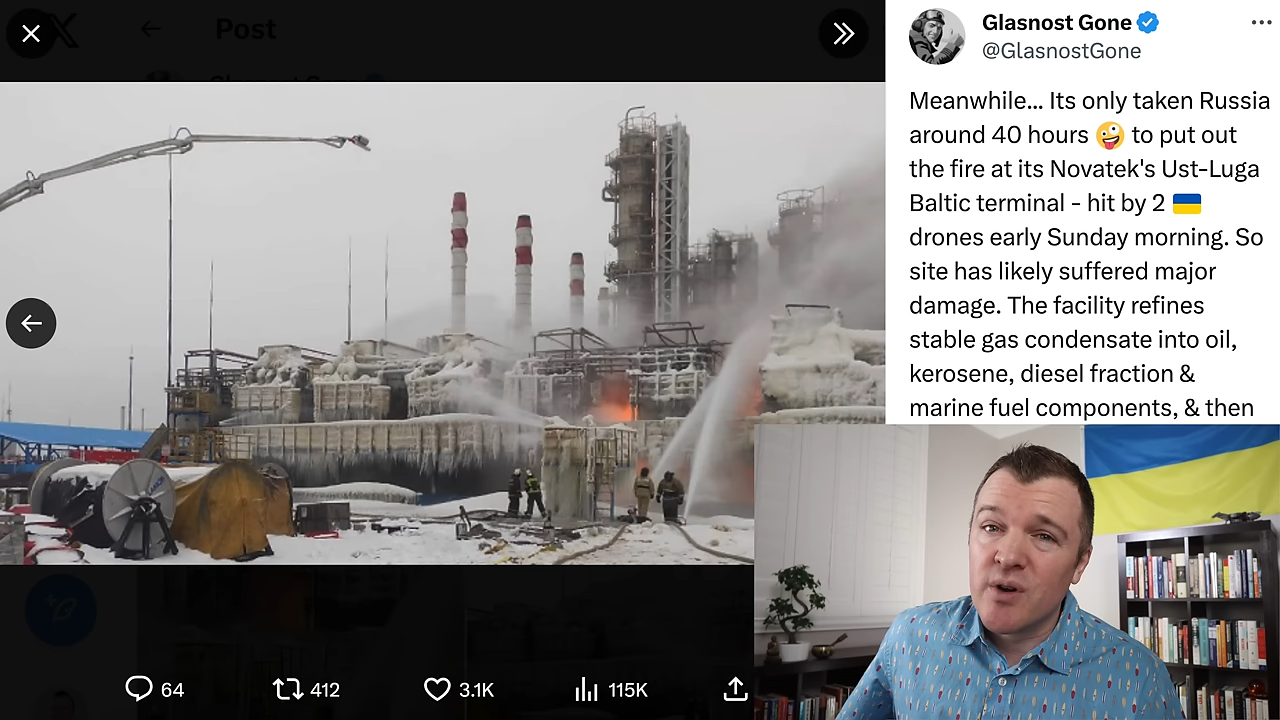 Post
Glasnost Gone
@GlasnostGone
Meanwhile... Its only taken Russia
around 40 hours 🤪 to put out
the fire at its Novatek's Ust-Luga
Baltic terminal - hit by 2 🇺🇦
drones early Sunday morning. So
site has likely suffered major
damage. The facility refines
stable gas condensate into oil,
kerosene, diesel fraction &
marine fuel components, & then
64
412
3.1K
115K